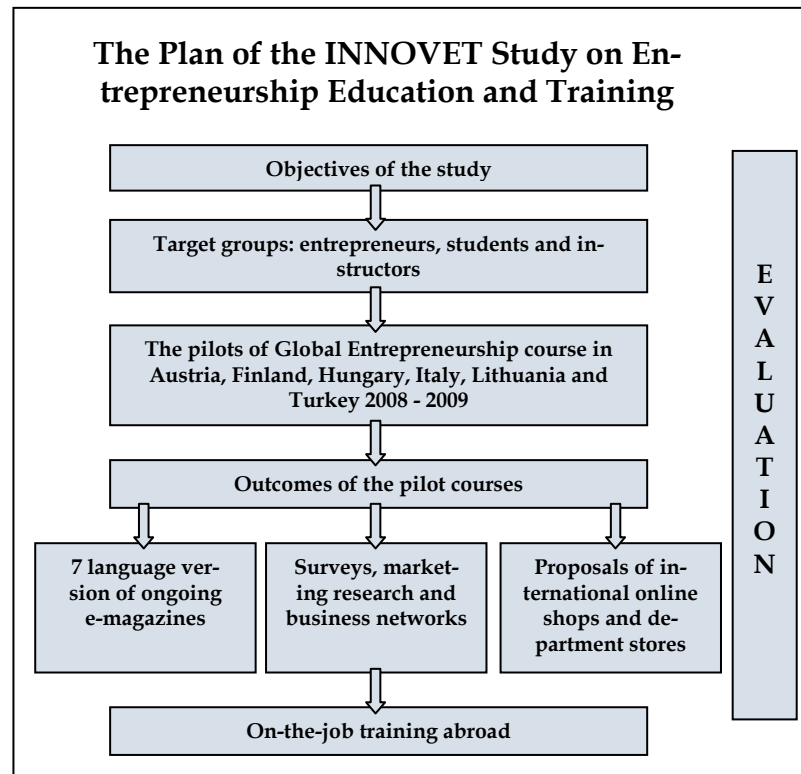 The Plan of the INNOVET Study on En-
trepreneurship Education and Training
Objectives of the study
Target groups: entrepreneurs, students and in-
structors
The pilots of Global Entrepreneurship course in
Austria, Finland, Hungary, Italy, Lithuania and
Turkey 2008 - 2009
Outcomes of the pilot courses
7 language ver-
sion of ongoing
e-magazines
Surveys, market-
ing research and
business networks
Proposals of in-
ternational online
shops and de-
partment stores
On-the-job training abroad
E
V
A
L
U
A
T
I
O
N